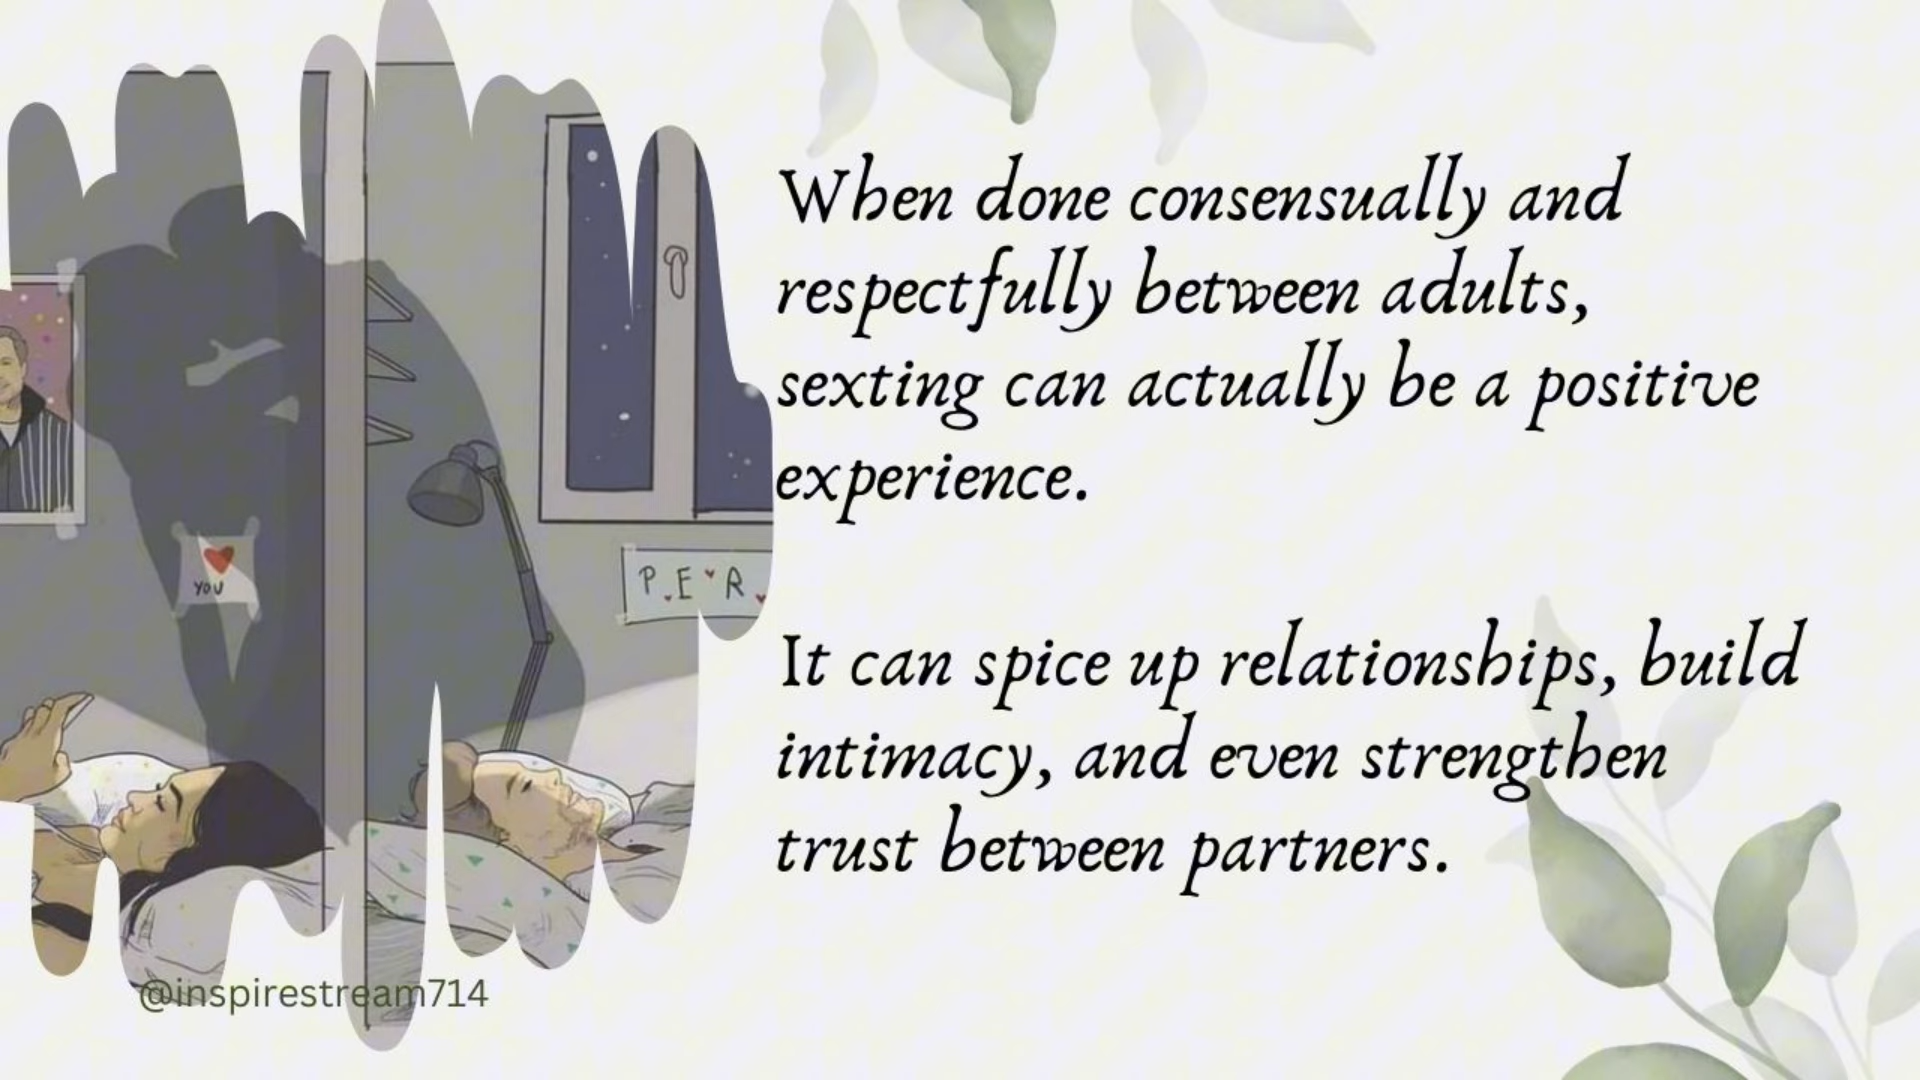 When done consensually and
respectfully between adults,
sexting can actually be a positive
experience.
It can spice up relationships, build
intimacy, and even strengthen
trust between partners.
YOU
P.E.R
@inspirestream714